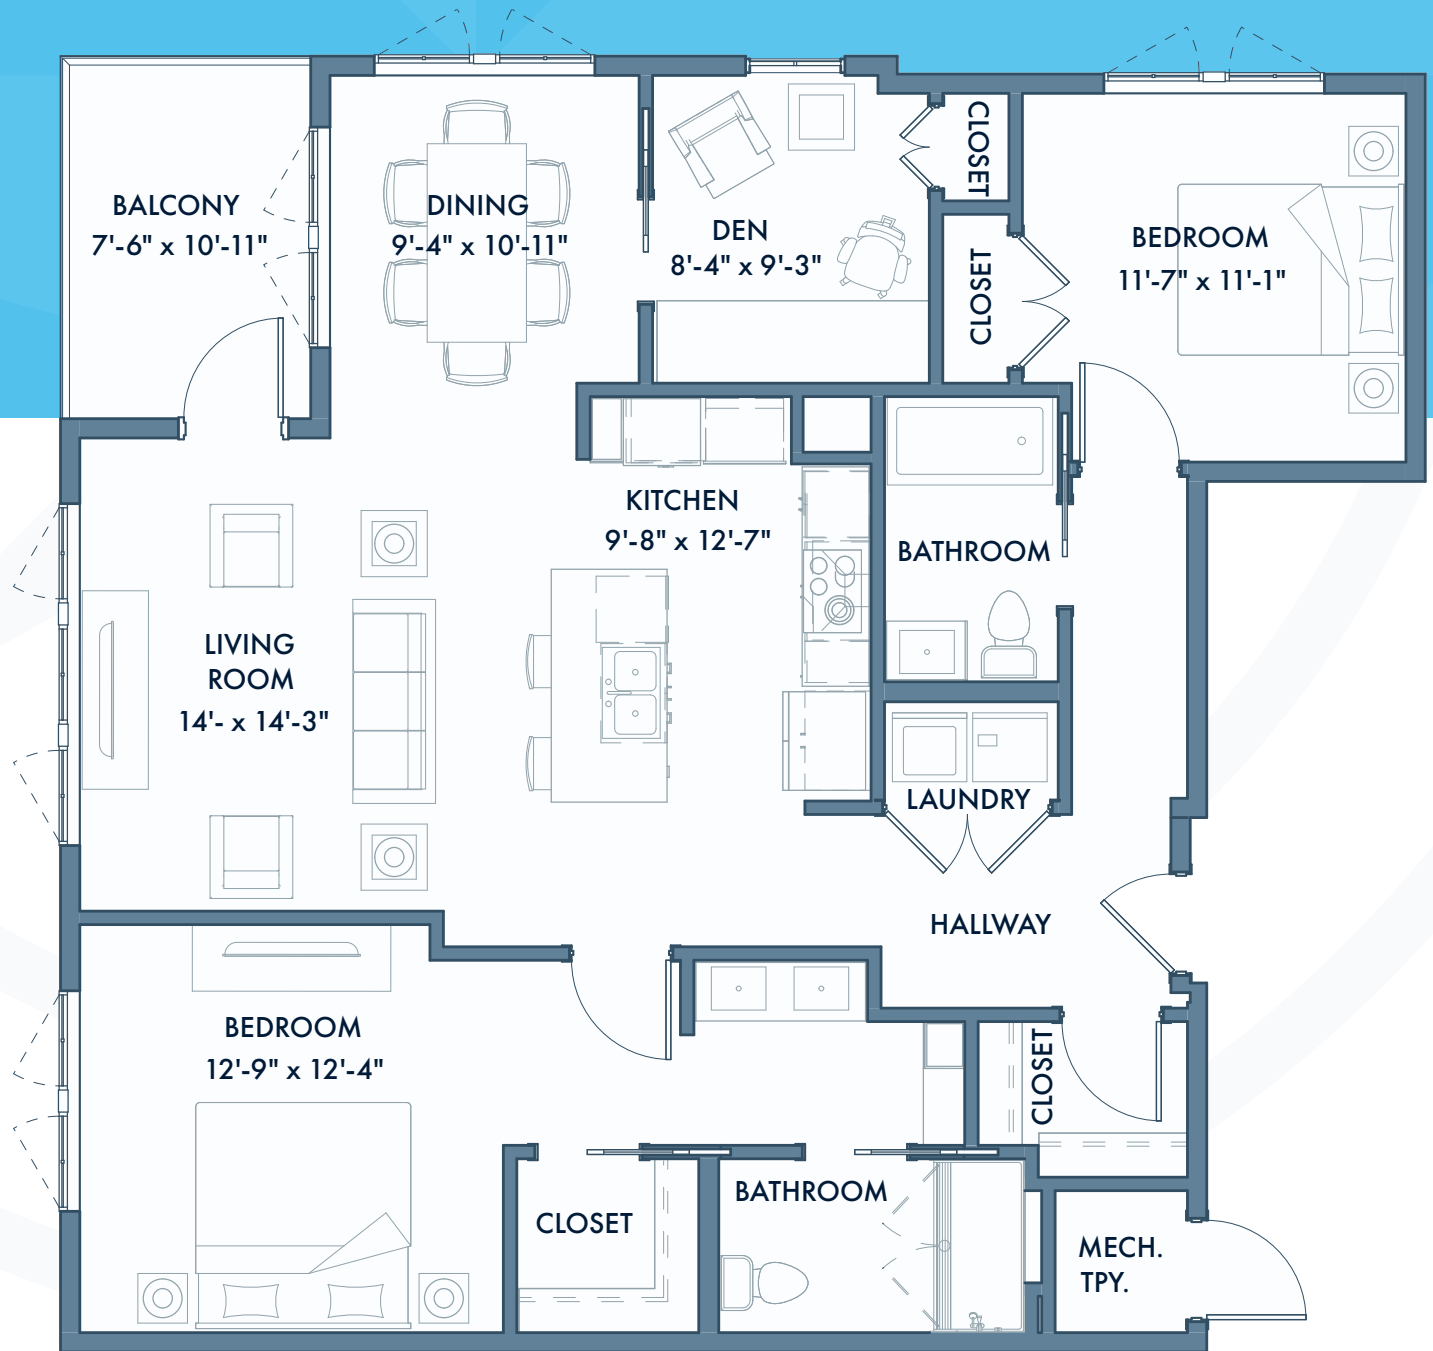 BALCONY
7'-6" x 10'-11"
DINING
9'-4" x 10'-11"
DEN
8'-4" x 9'-3"
CLOSET
CLOSET
BEDROOM
11'-7" x 11'-1"
KITCHEN
9'-8" x 12'-7"
BATHROOM
LIVING
ROOM
14'- x 14'-3"
LAUNDRY
HALLWAY
BEDROOM
12'-9" x 12'-4"
CLOSET
CLOSET
BATHROOM
MECH.
TPY.